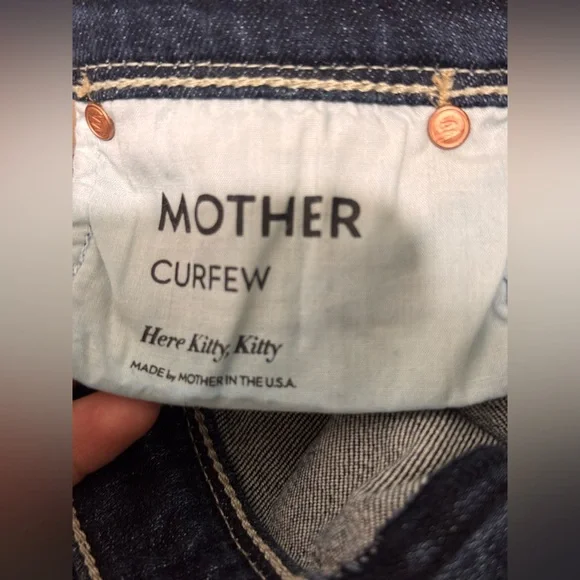 MOTHER
CURFEW
Here Kitty, Kitty
MADE by MOTHER IN THE U.S.A.